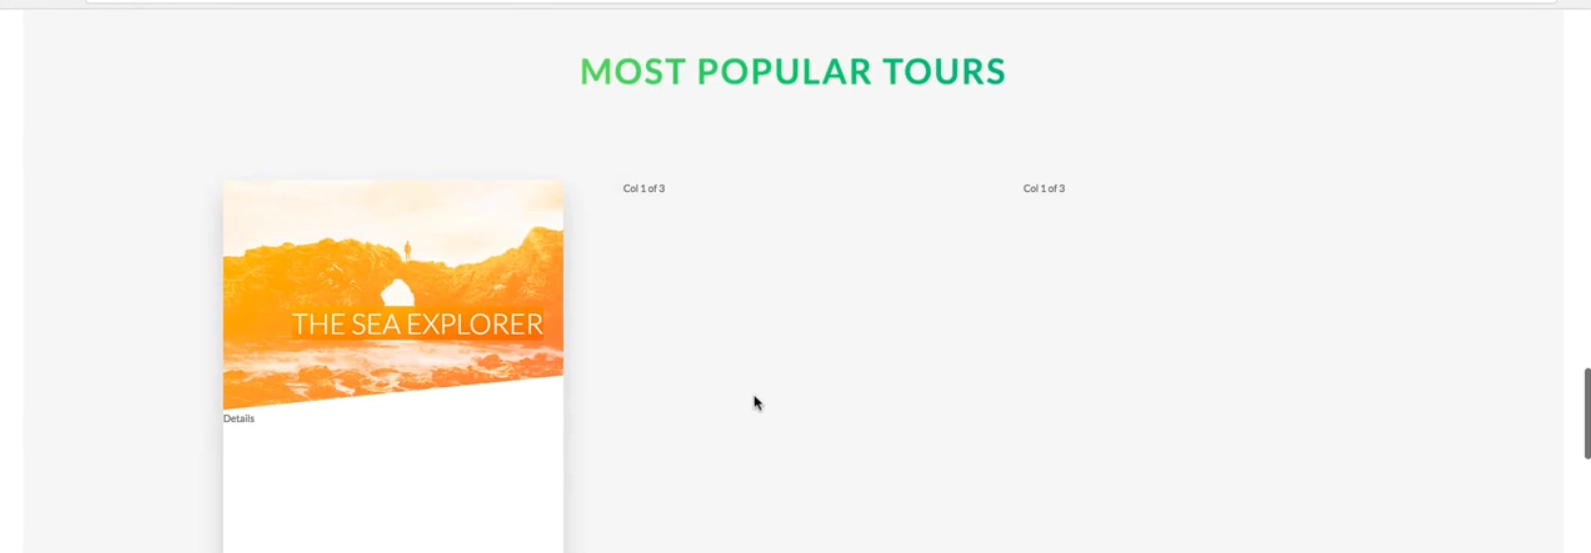 MOST POPULAR TOURS
Col 1 of 3
Col 1 of 3
THE SEA EXPLORER
Details